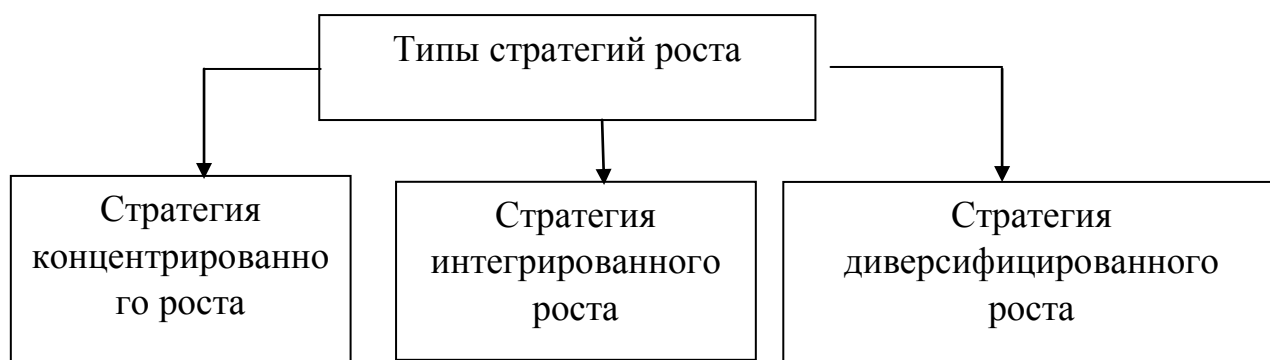 Типы стратегий роста
Стратегия
концентрированно
го роста
Стратегия
интегрированного
роста
Стратегия
диверсифицированного
роста